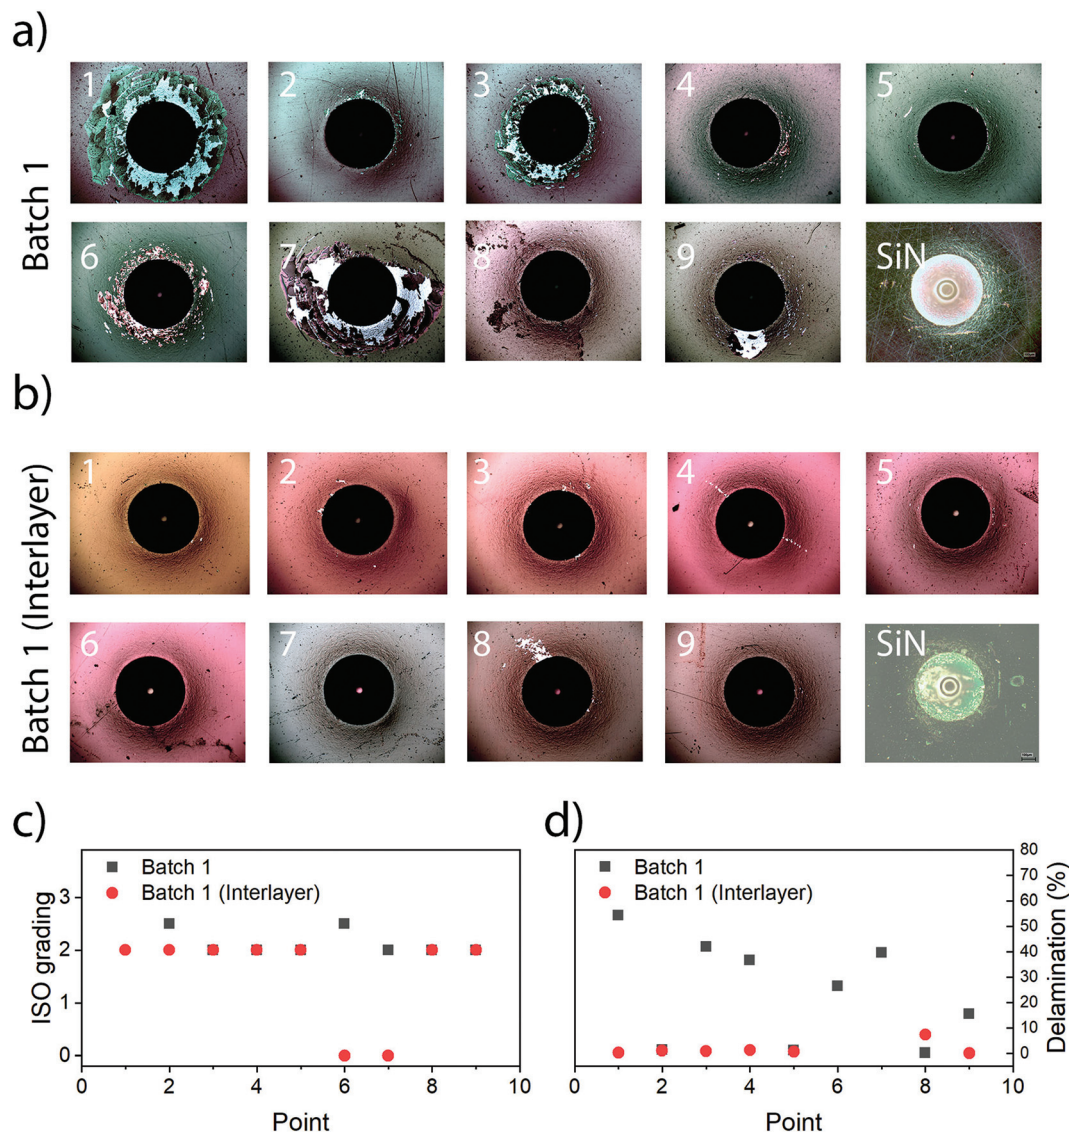 a)
Batch 1
1 2 3 4 5
6 7 8 9 SiN
b)
Batch 1 (Interlayer)
1 2 3 4 5
6 7 8 9 SiN
c)
Batch 1
Batch 1 (Interlayer)
ISO grading
3
2
1
0
0 2 4 6 8 10
Point
d)
Batch 1
Batch 1 (Interlayer)
80
70
60
50
40
30
20
10
0
Delamination (%)
0 2 4 6 8 10
Point